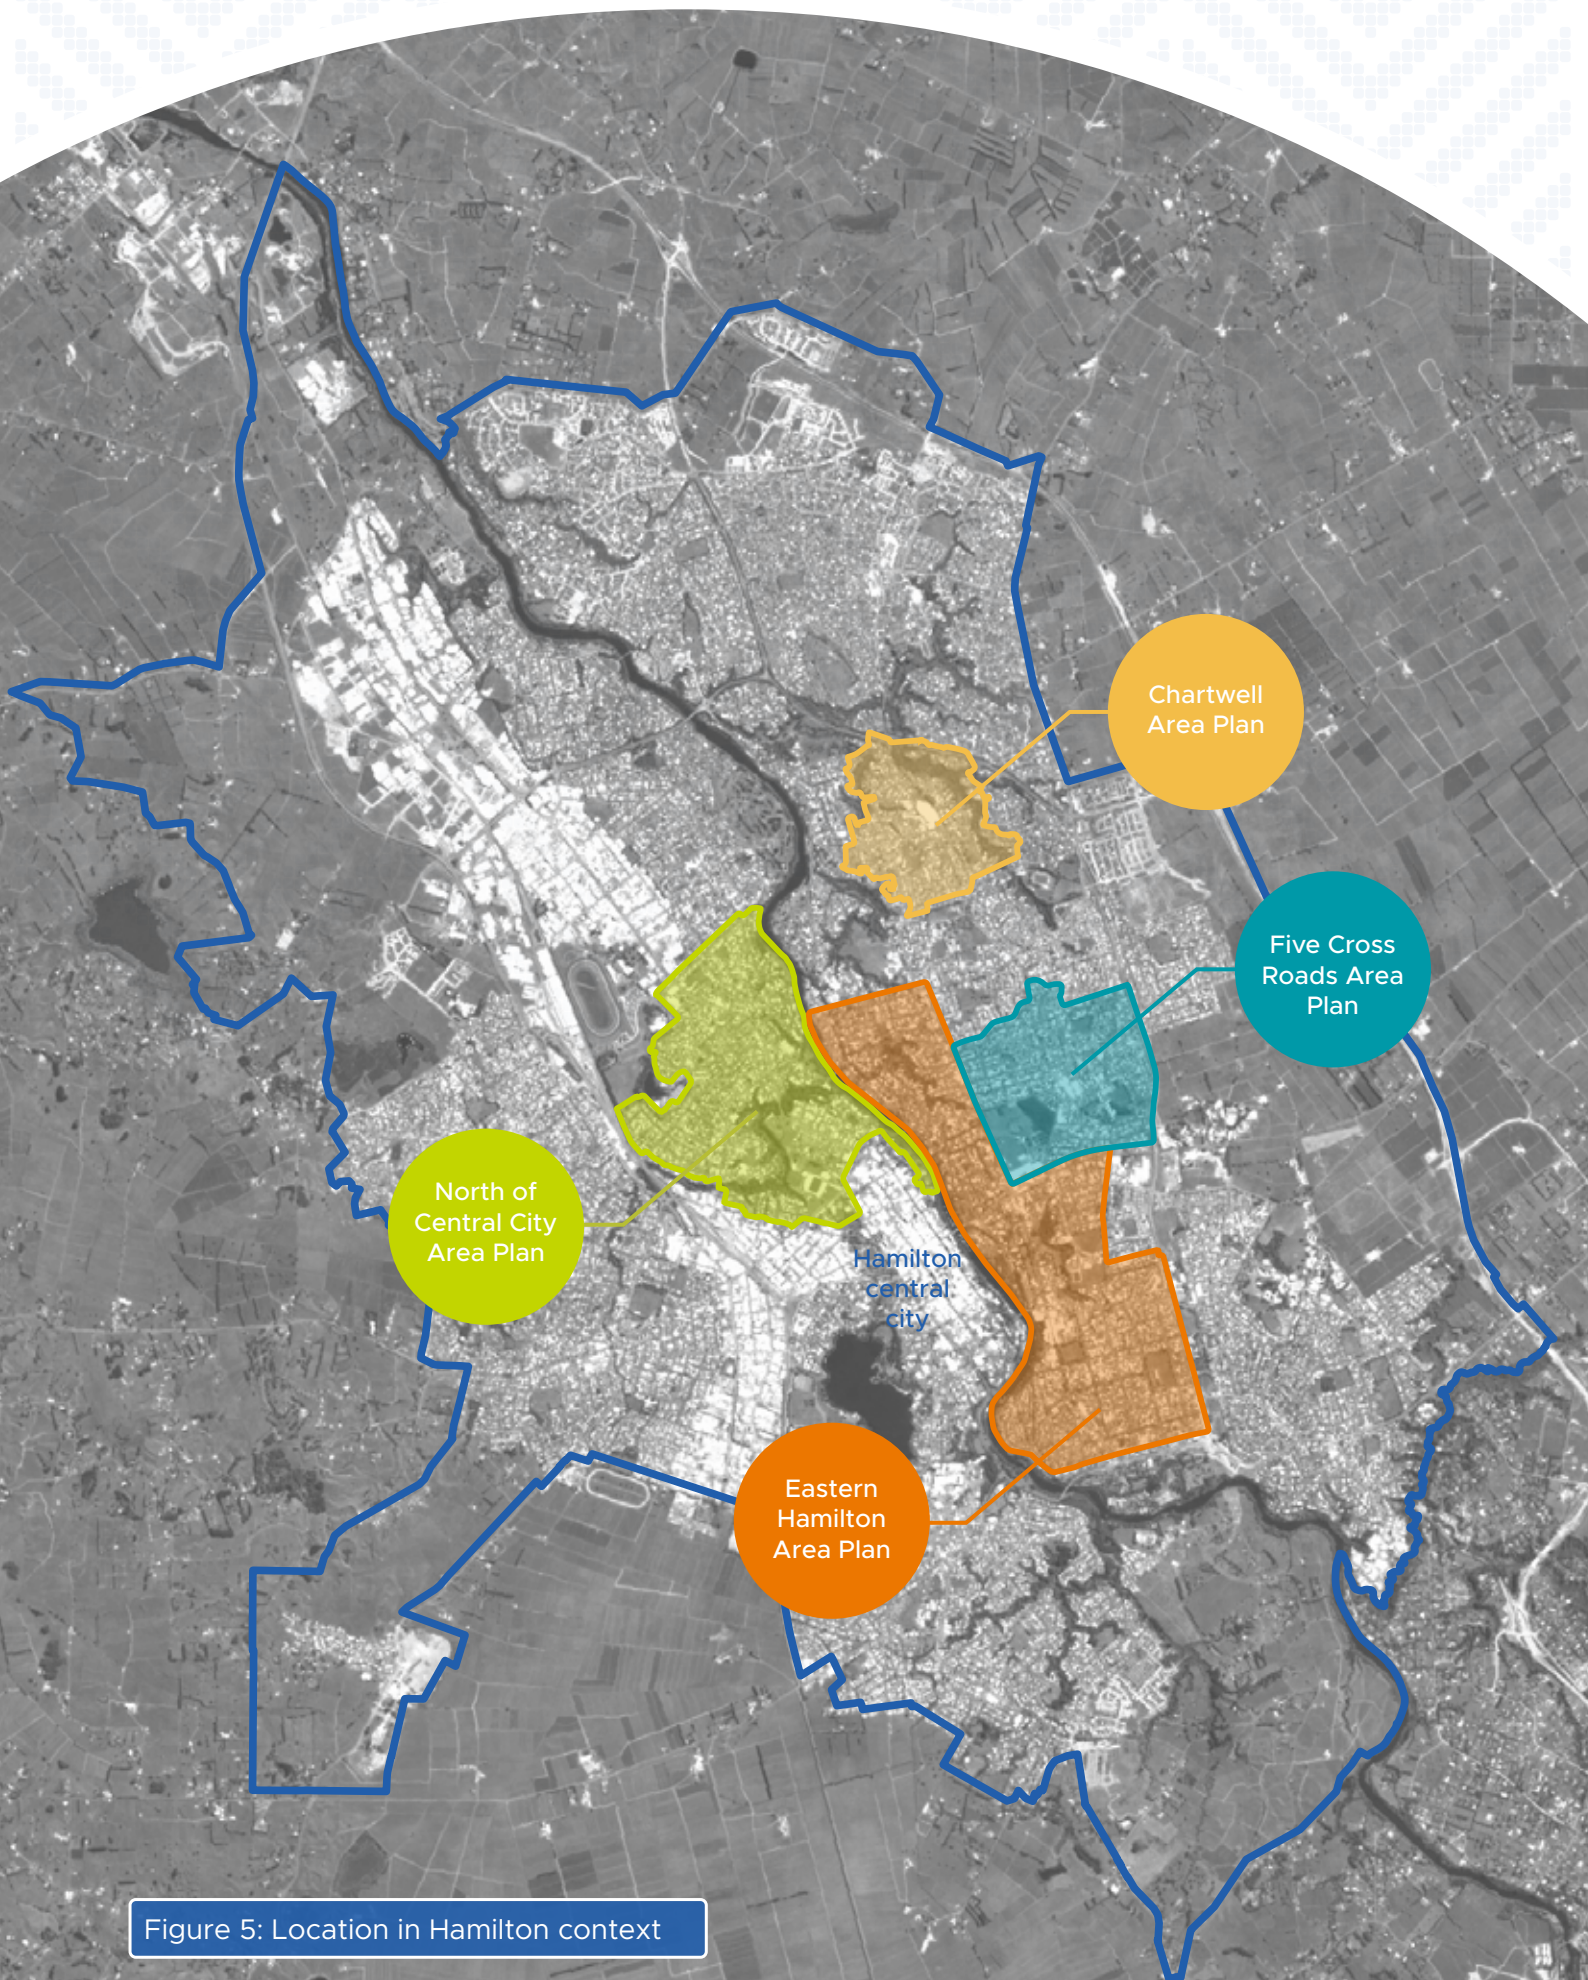 Chartwell
Area Plan
Five Cross
Roads Area
Plan
North of
Central City
Area Plan
Hamilton
central
city
Eastern
Hamilton
Area Plan
Figure 5: Location in Hamilton context